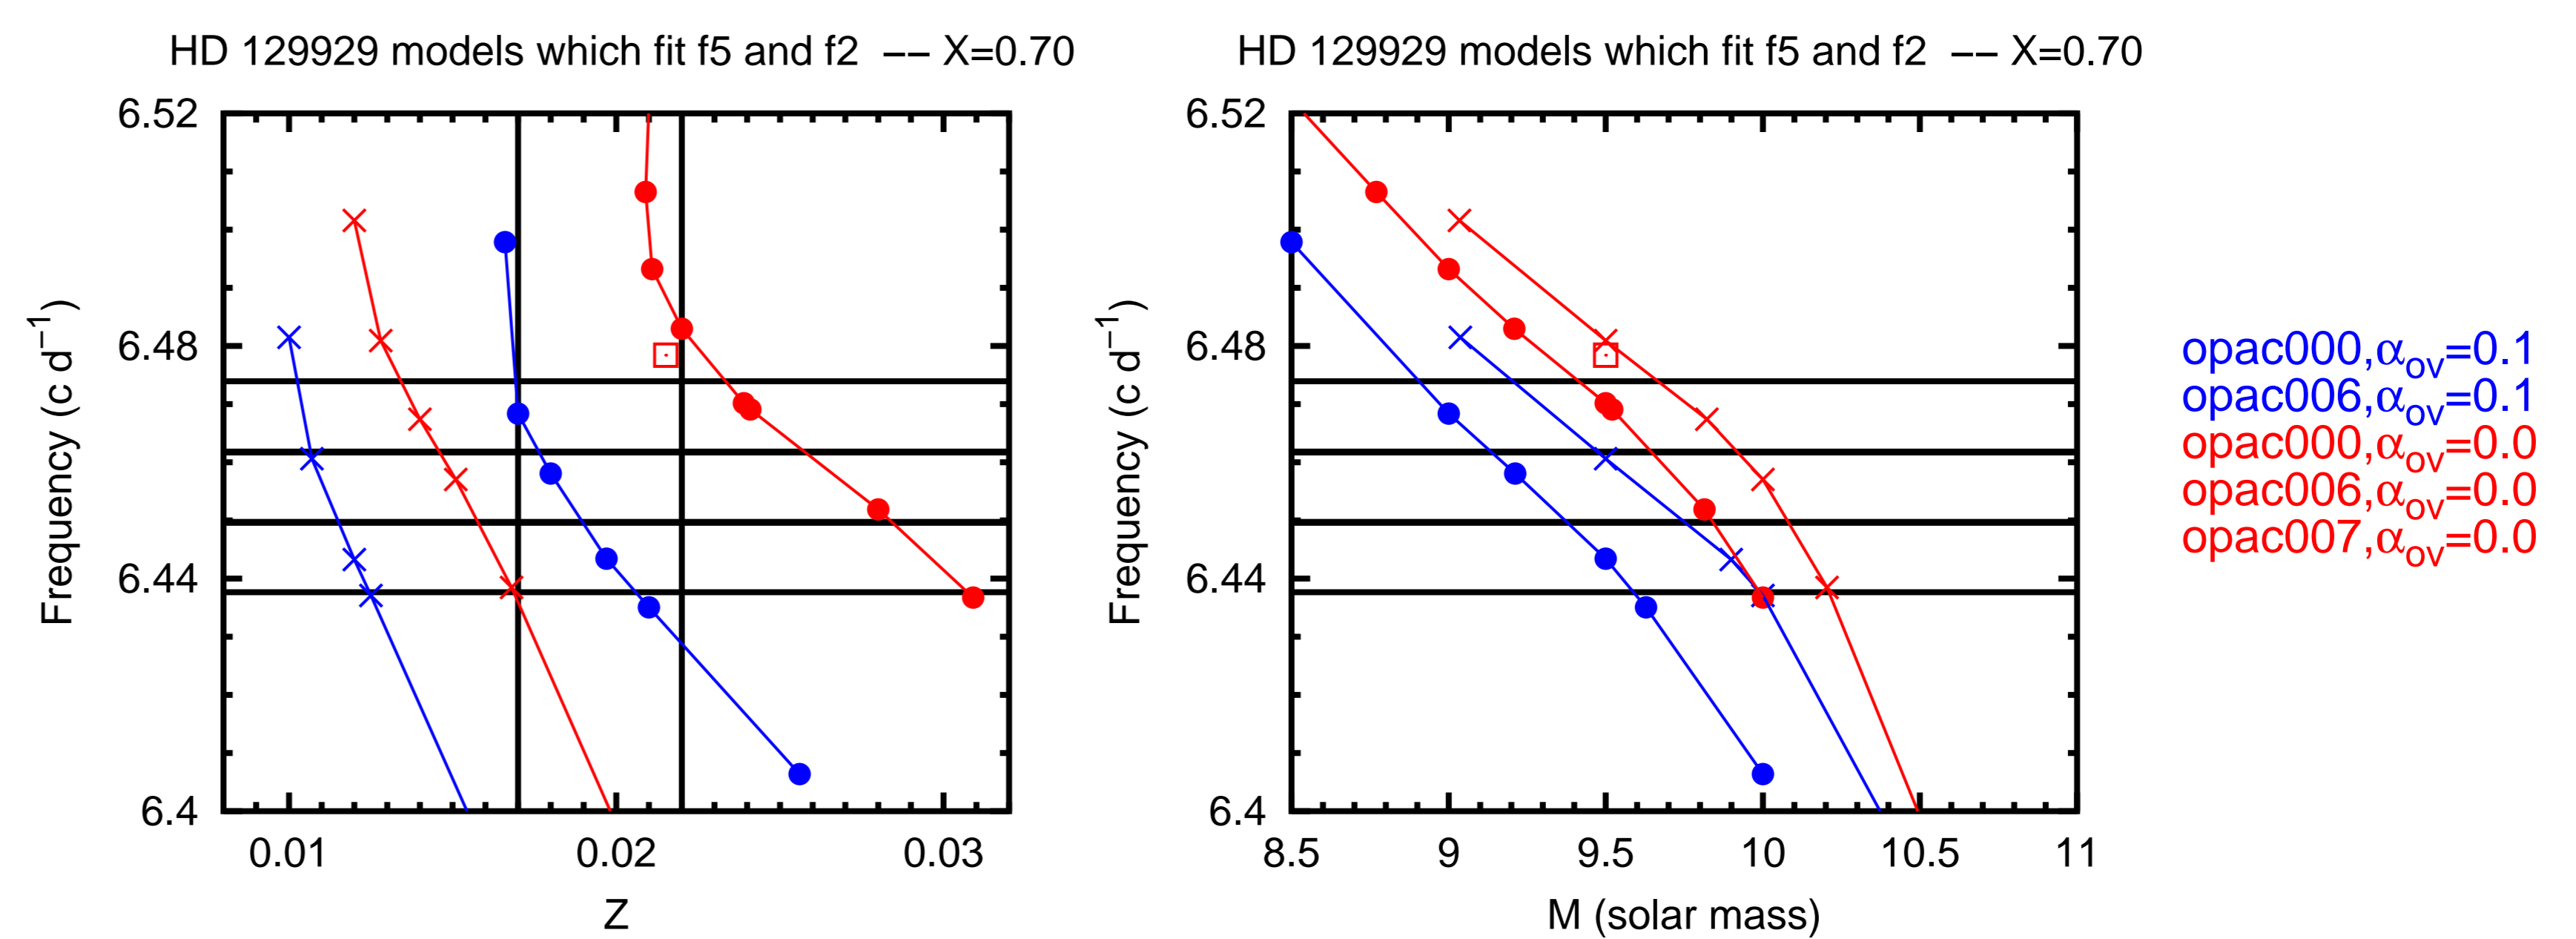 HD 129929 models which fit f5 and f2 −− X=0.70
6.52
6.48
6.44
6.4
Frequency (c d⁻¹)
0.01 0.02 0.03
Z
HD 129929 models which fit f5 and f2 −− X=0.70
6.52
6.48
6.44
6.4
Frequency (c d⁻¹)
8.5 9 9.5 10 10.5 11
M (solar mass)
opac000,αov=0.1
opac006,αov=0.1
opac000,αov=0.0
opac006,αov=0.0
opac007,αov=0.0